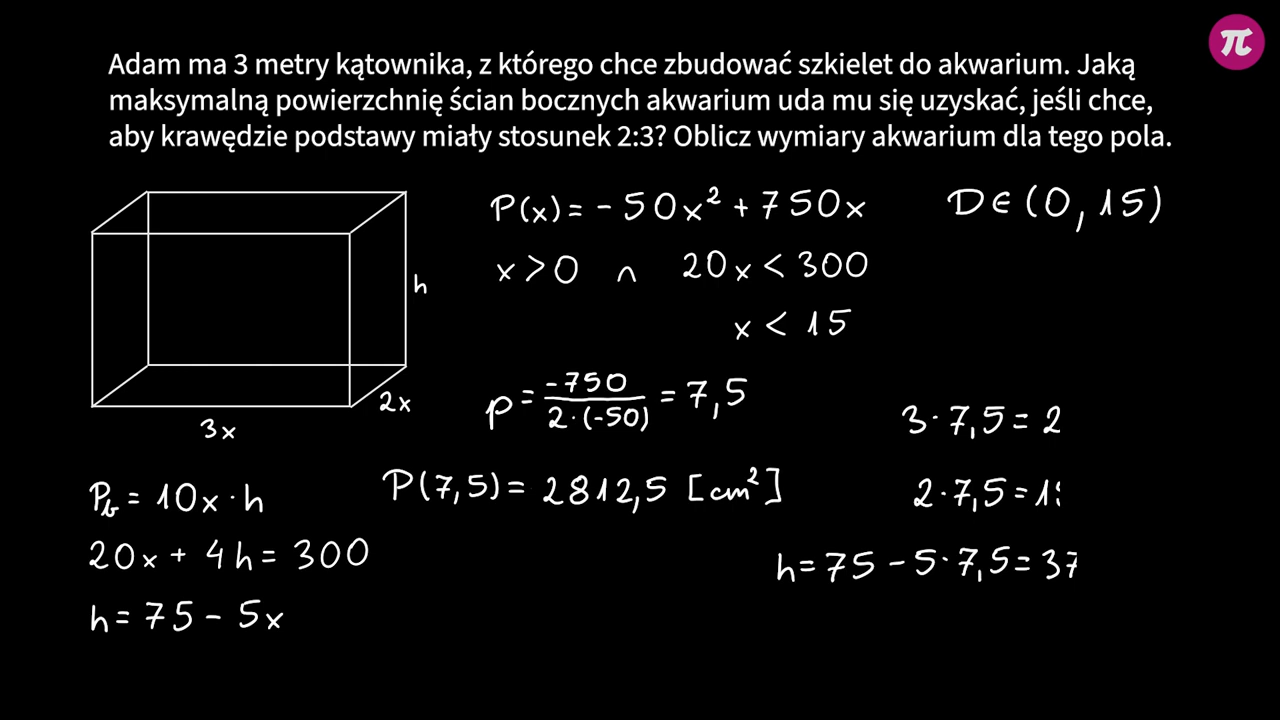 π
Adam ma 3 metry kątownika, z którego chce zbudować szkielet do akwarium. Jaką
maksymalną powierzchnię ścian bocznych akwarium uda mu się uzyskać, jeśli chce,
aby krawędzie podstawy miały stosunek 2:3? Oblicz wymiary akwarium dla tego pola.
h
2x
3x
P_b = 10x · h
20x + 4h = 300
h = 75 - 5x
P(x) = -50x² + 750x
D ∈ (0, 15)
x > 0 ∩ 20x < 300
x < 15
p = -750 / 2·(-50) = 7,5
P(7,5) = 2812,5 [cm²]
3 · 7,5 = 2
2 · 7,5 = 1
h = 75 - 5 · 7,5 = 37